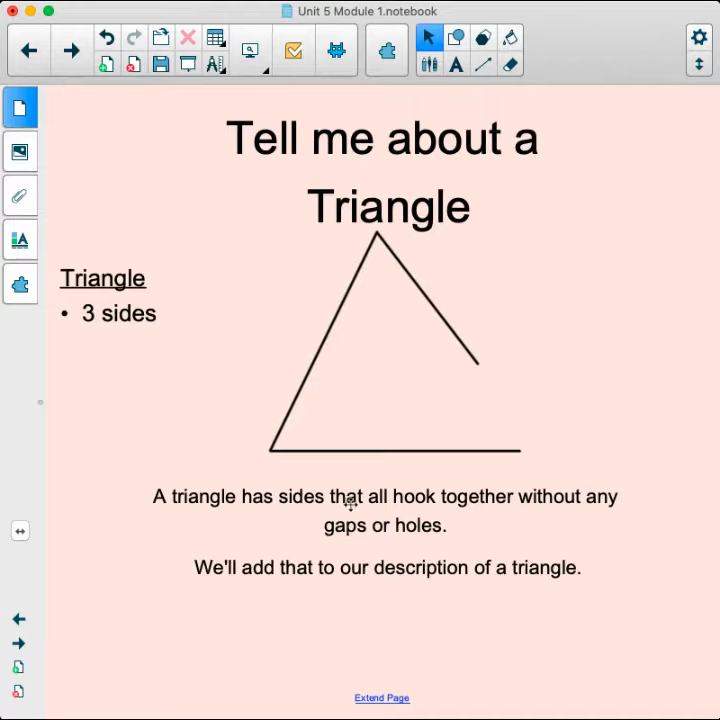 Unit 5 Module 1.notebook
Tell me about a
Triangle
Triangle
• 3 sides
A triangle has sides that all hook together without any
gaps or holes.
We'll add that to our description of a triangle.
Extend Page